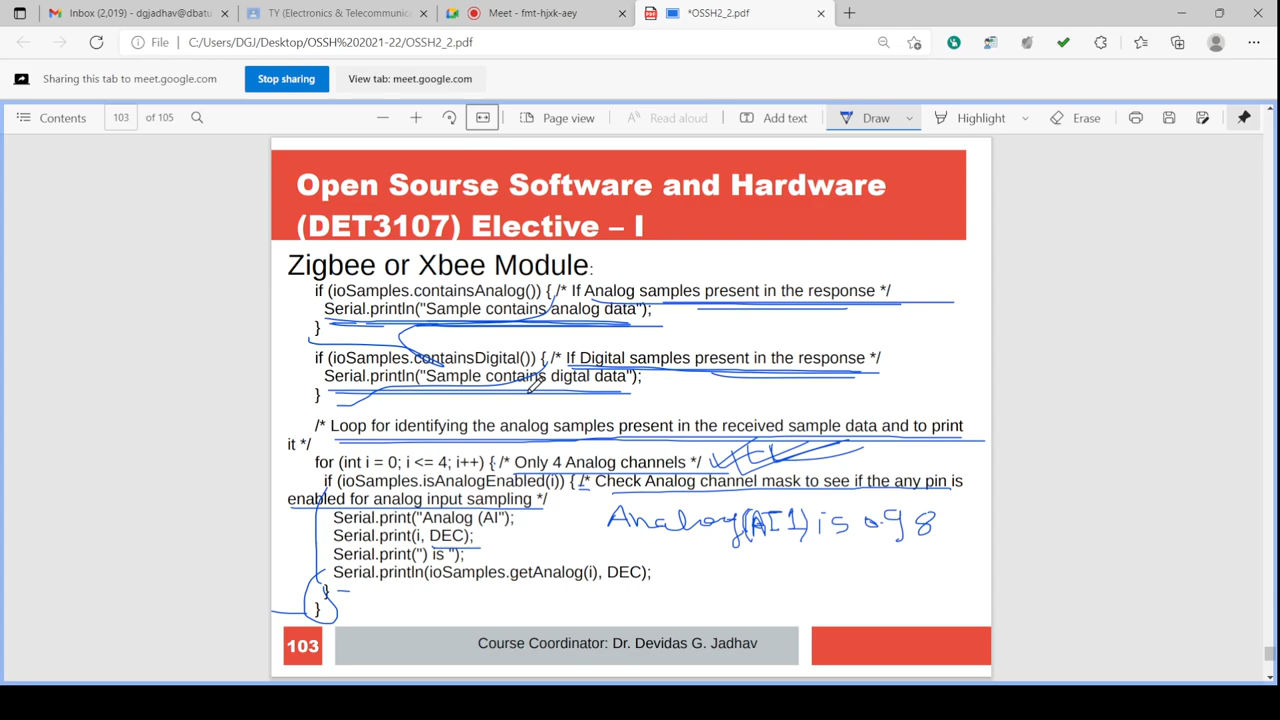 Inbox (2,019) - dgjadhav@dbatu
TY (Electronics & Telecommunica
Meet - fmt-hjxk-aey
*OSSH2_2.pdf
File
C:/Users/DGJ/Desktop/OSSH%202021-22/OSSH2_2.pdf
Sharing this tab to meet.google.com
Stop sharing
View tab: meet.google.com
Contents
103
of 105
Page view
Read aloud
Add text
Draw
Highlight
Erase
Open Sourse Software and Hardware
(DET3107) Elective – I
Zigbee or Xbee Module:
if (ioSamples.containsAnalog()) { /* If Analog samples present in the response */
Serial.println("Sample contains analog data");
}
if (ioSamples.containsDigital()) { /* If Digital samples present in the response */
Serial.println("Sample contains digtal data");
}
/* Loop for identifying the analog samples present in the received sample data and to print
it */
for (int i = 0; i <= 4; i++) { /* Only 4 Analog channels */
if (ioSamples.isAnalogEnabled(i)) { /* Check Analog channel mask to see if the any pin is
enabled for analog input sampling */
Serial.print("Analog (AI");
Analog(AI1) is 0.98
Serial.print(i, DEC);
Serial.print(") is ");
Serial.println(ioSamples.getAnalog(i), DEC);
}
}
103
Course Coordinator: Dr. Devidas G. Jadhav